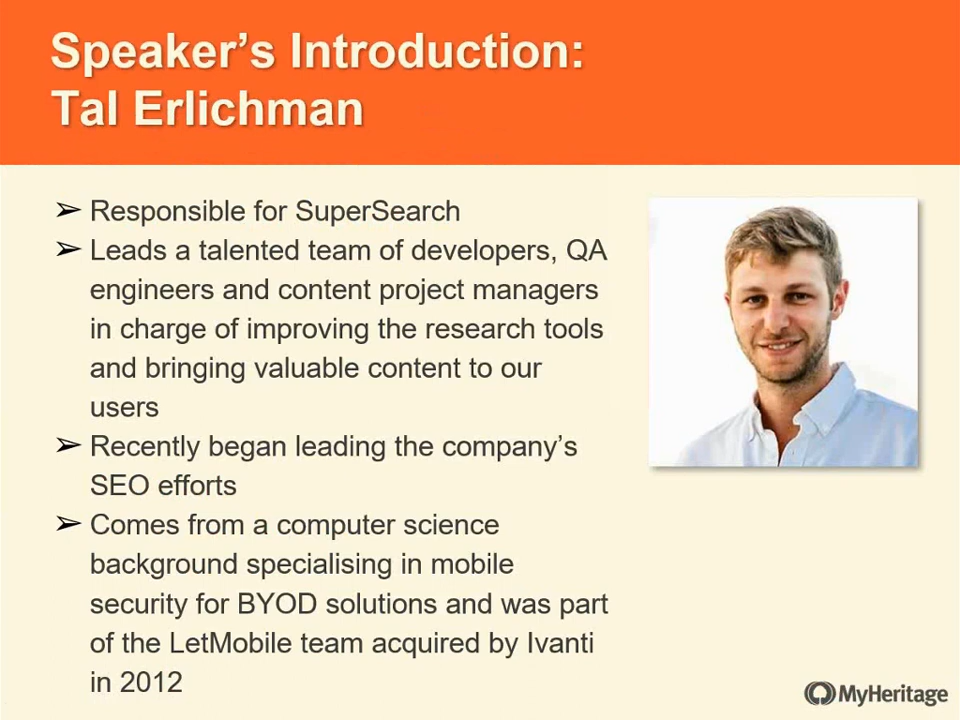 Speaker’s Introduction:
Tal Erlichman
➢ Responsible for SuperSearch
➢ Leads a talented team of developers, QA
engineers and content project managers
in charge of improving the research tools
and bringing valuable content to our
users
➢ Recently began leading the company’s
SEO efforts
➢ Comes from a computer science
background specialising in mobile
security for BYOD solutions and was part
of the LetMobile team acquired by Ivanti
in 2012
MyHeritage